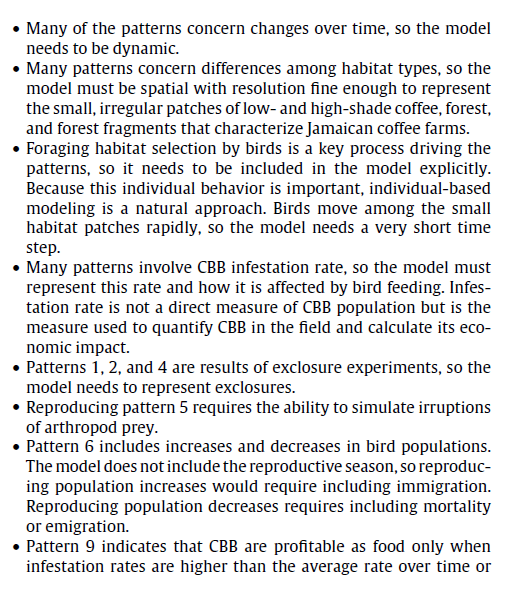 • Many of the patterns concern changes over time, so the model
needs to be dynamic.
• Many patterns concern differences among habitat types, so the
model must be spatial with resolution fine enough to represent
the small, irregular patches of low- and high-shade coffee, forest,
and forest fragments that characterize Jamaican coffee farms.
• Foraging habitat selection by birds is a key process driving the
patterns, so it needs to be included in the model explicitly.
Because this individual behavior is important, individual-based
modeling is a natural approach. Birds move among the small
habitat patches rapidly, so the model needs a very short time
step.
• Many patterns involve CBB infestation rate, so the model must
represent this rate and how it is affected by bird feeding. Infes-
tation rate is not a direct measure of CBB population but is the
measure used to quantify CBB in the field and calculate its eco-
nomic impact.
• Patterns 1, 2, and 4 are results of exclosure experiments, so the
model needs to represent exclosures.
• Reproducing pattern 5 requires the ability to simulate irruptions
of arthropod prey.
• Pattern 6 includes increases and decreases in bird populations.
The model does not include the reproductive season, so reproduc-
ing population increases would require including immigration.
Reproducing population decreases requires including mortality
or emigration.
• Pattern 9 indicates that CBB are profitable as food only when
infestation rates are higher than the average rate over time or